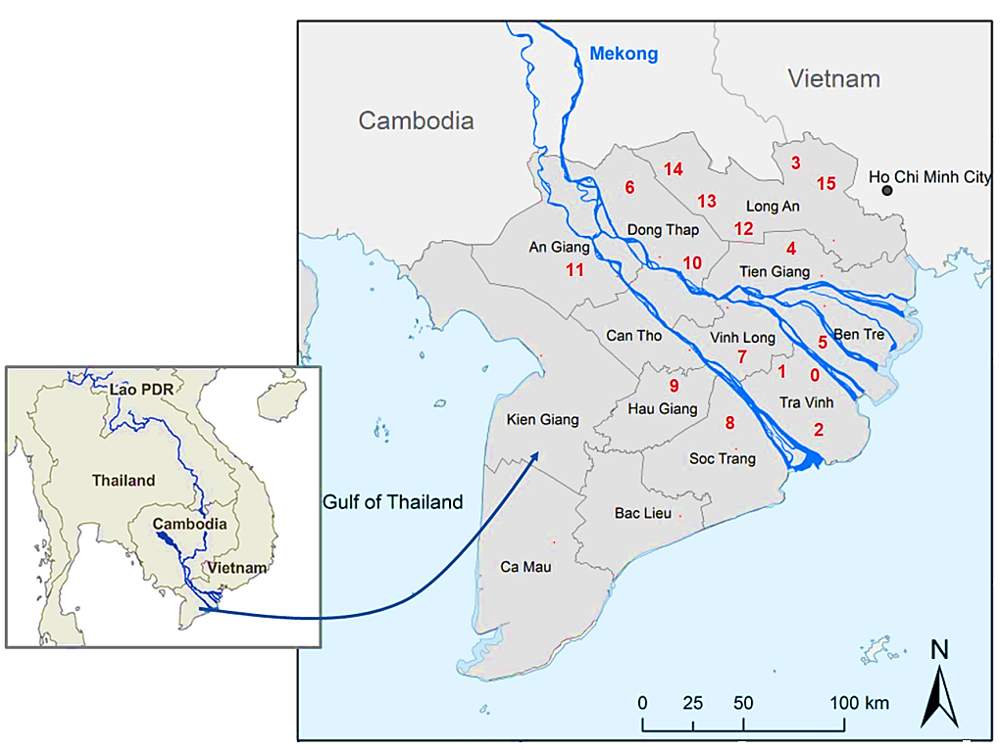 Mekong
Vietnam
Cambodia
3
14
15
Ho Chi Minh City
6
13
Long An
12
Dong Thap
4
An Giang
10
11
Tien Giang
Can Tho
Vinh Long
5
Ben Tre
7
1
0
9
Tra Vinh
Hau Giang
Kien Giang
8
2
Soc Trang
Lao PDR
Thailand
Gulf of Thailand
Bac Lieu
Cambodia
Vietnam
Ca Mau
N
0 25 50 100 km